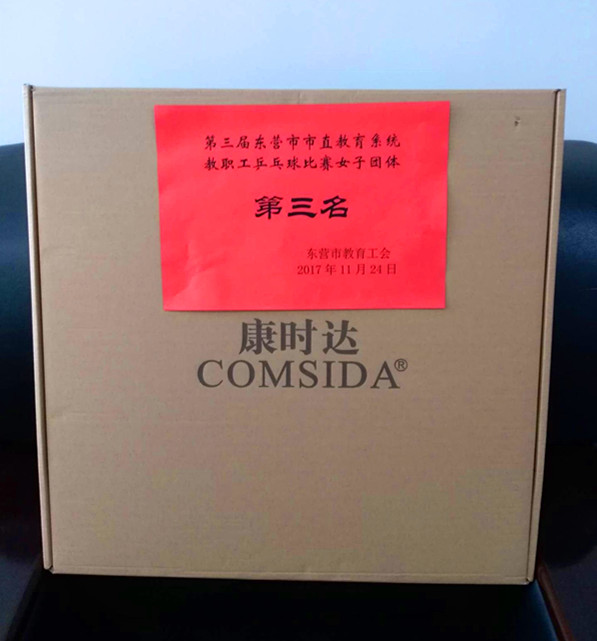 第三届东营市市直教育系统
教职工乒乓球比赛女子团体
第三名
东营市教育工会
2017年11月24日
康时达
COMSIDA®